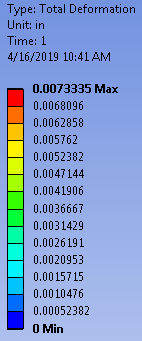 Type: Total Deformation
Unit: in
Time: 1
4/16/2019 10:41 AM
0.0073335 Max
0.0068096
0.0062858
0.005762
0.0052382
0.0047144
0.0041906
0.0036667
0.0031429
0.0026191
0.0020953
0.0015715
0.0010476
0.00052382
0 Min